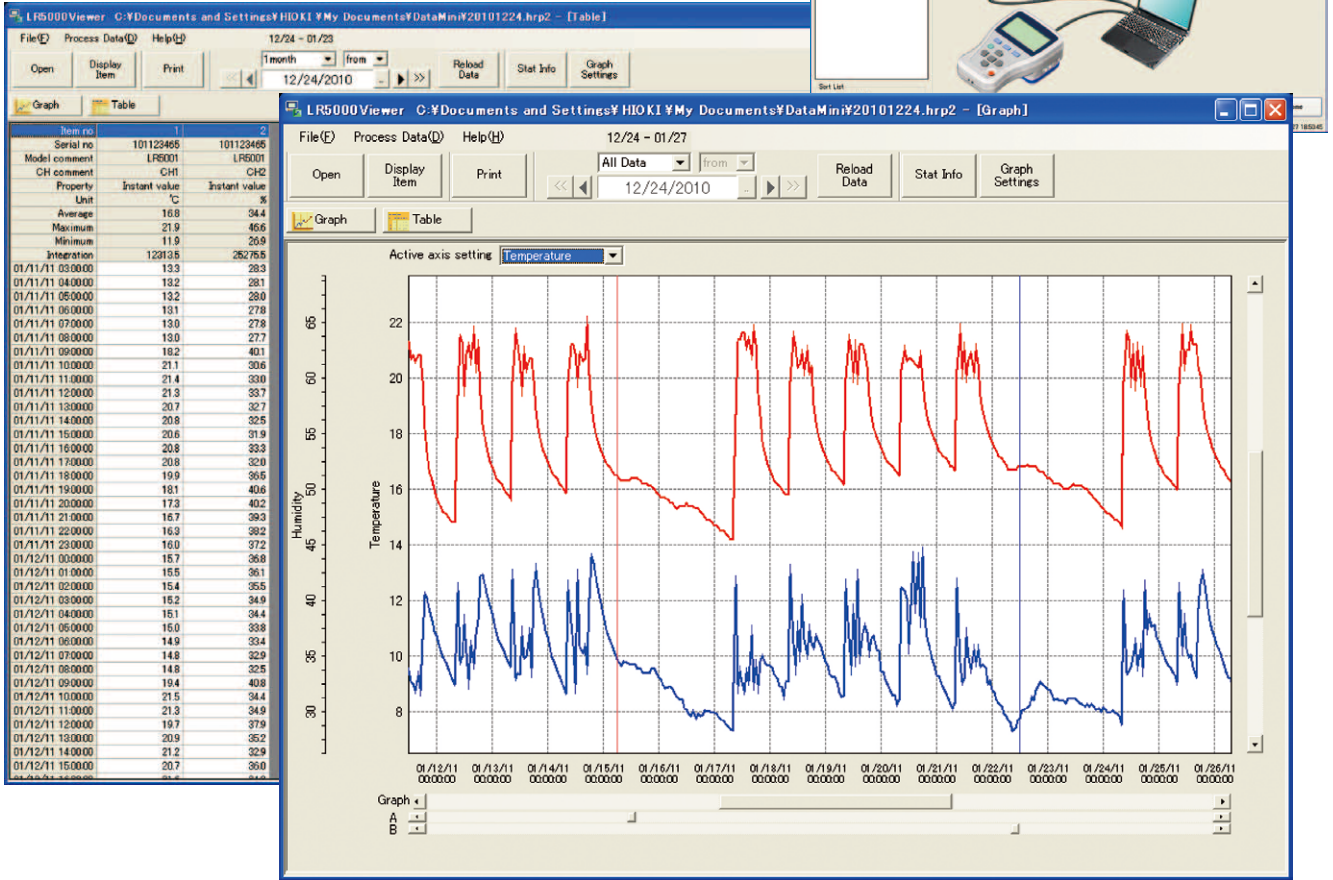 LR5000Viewer C:¥Documents and Settings¥HIOKI¥My Documents¥DataMini¥20101224.hrp2 - [Table]
File(F) Process Data(D) Help(H) 12/24 - 01/23
Open Display Item Print 1month from 12/24/2010 Reload Data Stat Info Graph Settings
Graph Table
Sort List
Item no 1 2
Serial no 101123465 101123465
Model comment LR5001 LR5001
CH comment CH1 CH2
Property Instant value Instant value
Unit ℃ %
Average 16.8 34.4
Maximum 21.9 46.6
Minimum 11.9 26.9
Integration 12313.5 25275.5
01/11/11 03:00:00 13.3 28.3
01/11/11 04:00:00 13.2 28.1
01/11/11 05:00:00 13.2 28.0
01/11/11 06:00:00 13.1 27.8
01/11/11 07:00:00 13.0 27.8
01/11/11 08:00:00 13.0 27.7
01/11/11 09:00:00 18.2 40.1
01/11/11 10:00:00 21.1 30.6
01/11/11 11:00:00 21.4 33.0
01/11/11 12:00:00 21.3 33.7
01/11/11 13:00:00 20.7 32.7
01/11/11 14:00:00 20.8 32.5
01/11/11 15:00:00 20.6 31.9
01/11/11 16:00:00 20.8 33.3
01/11/11 17:00:00 20.8 32.0
01/11/11 18:00:00 19.9 36.5
01/11/11 19:00:00 18.1 40.6
01/11/11 20:00:00 17.3 40.2
01/11/11 21:00:00 16.7 39.3
01/11/11 22:00:00 16.3 38.2
01/11/11 23:00:00 16.0 37.2
01/12/11 00:00:00 15.7 36.8
01/12/11 01:00:00 15.5 36.1
01/12/11 02:00:00 15.4 35.5
01/12/11 03:00:00 15.2 34.9
01/12/11 04:00:00 15.1 34.4
01/12/11 05:00:00 15.0 33.8
01/12/11 06:00:00 14.9 33.4
01/12/11 07:00:00 14.8 32.9
01/12/11 08:00:00 14.8 32.5
01/12/11 09:00:00 19.4 40.8
01/12/11 10:00:00 21.5 34.4
01/12/11 11:00:00 21.3 34.9
01/12/11 12:00:00 19.7 37.9
01/12/11 13:00:00 20.9 35.2
01/12/11 14:00:00 21.2 32.9
01/12/11 15:00:00 20.7 36.0
LR5000Viewer C:¥Documents and Settings¥HIOKI¥My Documents¥DataMini¥20101224.hrp2 - [Graph]
File(F) Process Data(D) Help(H) 12/24 - 01/27
Open Display Item Print All Data from 12/24/2010 Reload Data Stat Info Graph Settings
Graph Table
Active axis setting Temperature
Humidity
65
60
55
50
45
40
35
30
Temperature
22
20
18
16
14
12
10
8
01/12/11 01/13/11 01/14/11 01/15/11 01/16/11 01/17/11 01/18/11 01/19/11 01/20/11 01/21/11 01/22/11 01/23/11 01/24/11 01/25/11 01/26/11
00:00:00 00:00:00 00:00:00 00:00:00 00:00:00 00:00:00 00:00:00 00:00:00 00:00:00 00:00:00 00:00:00 00:00:00 00:00:00 00:00:00 00:00:00
Graph
A
B